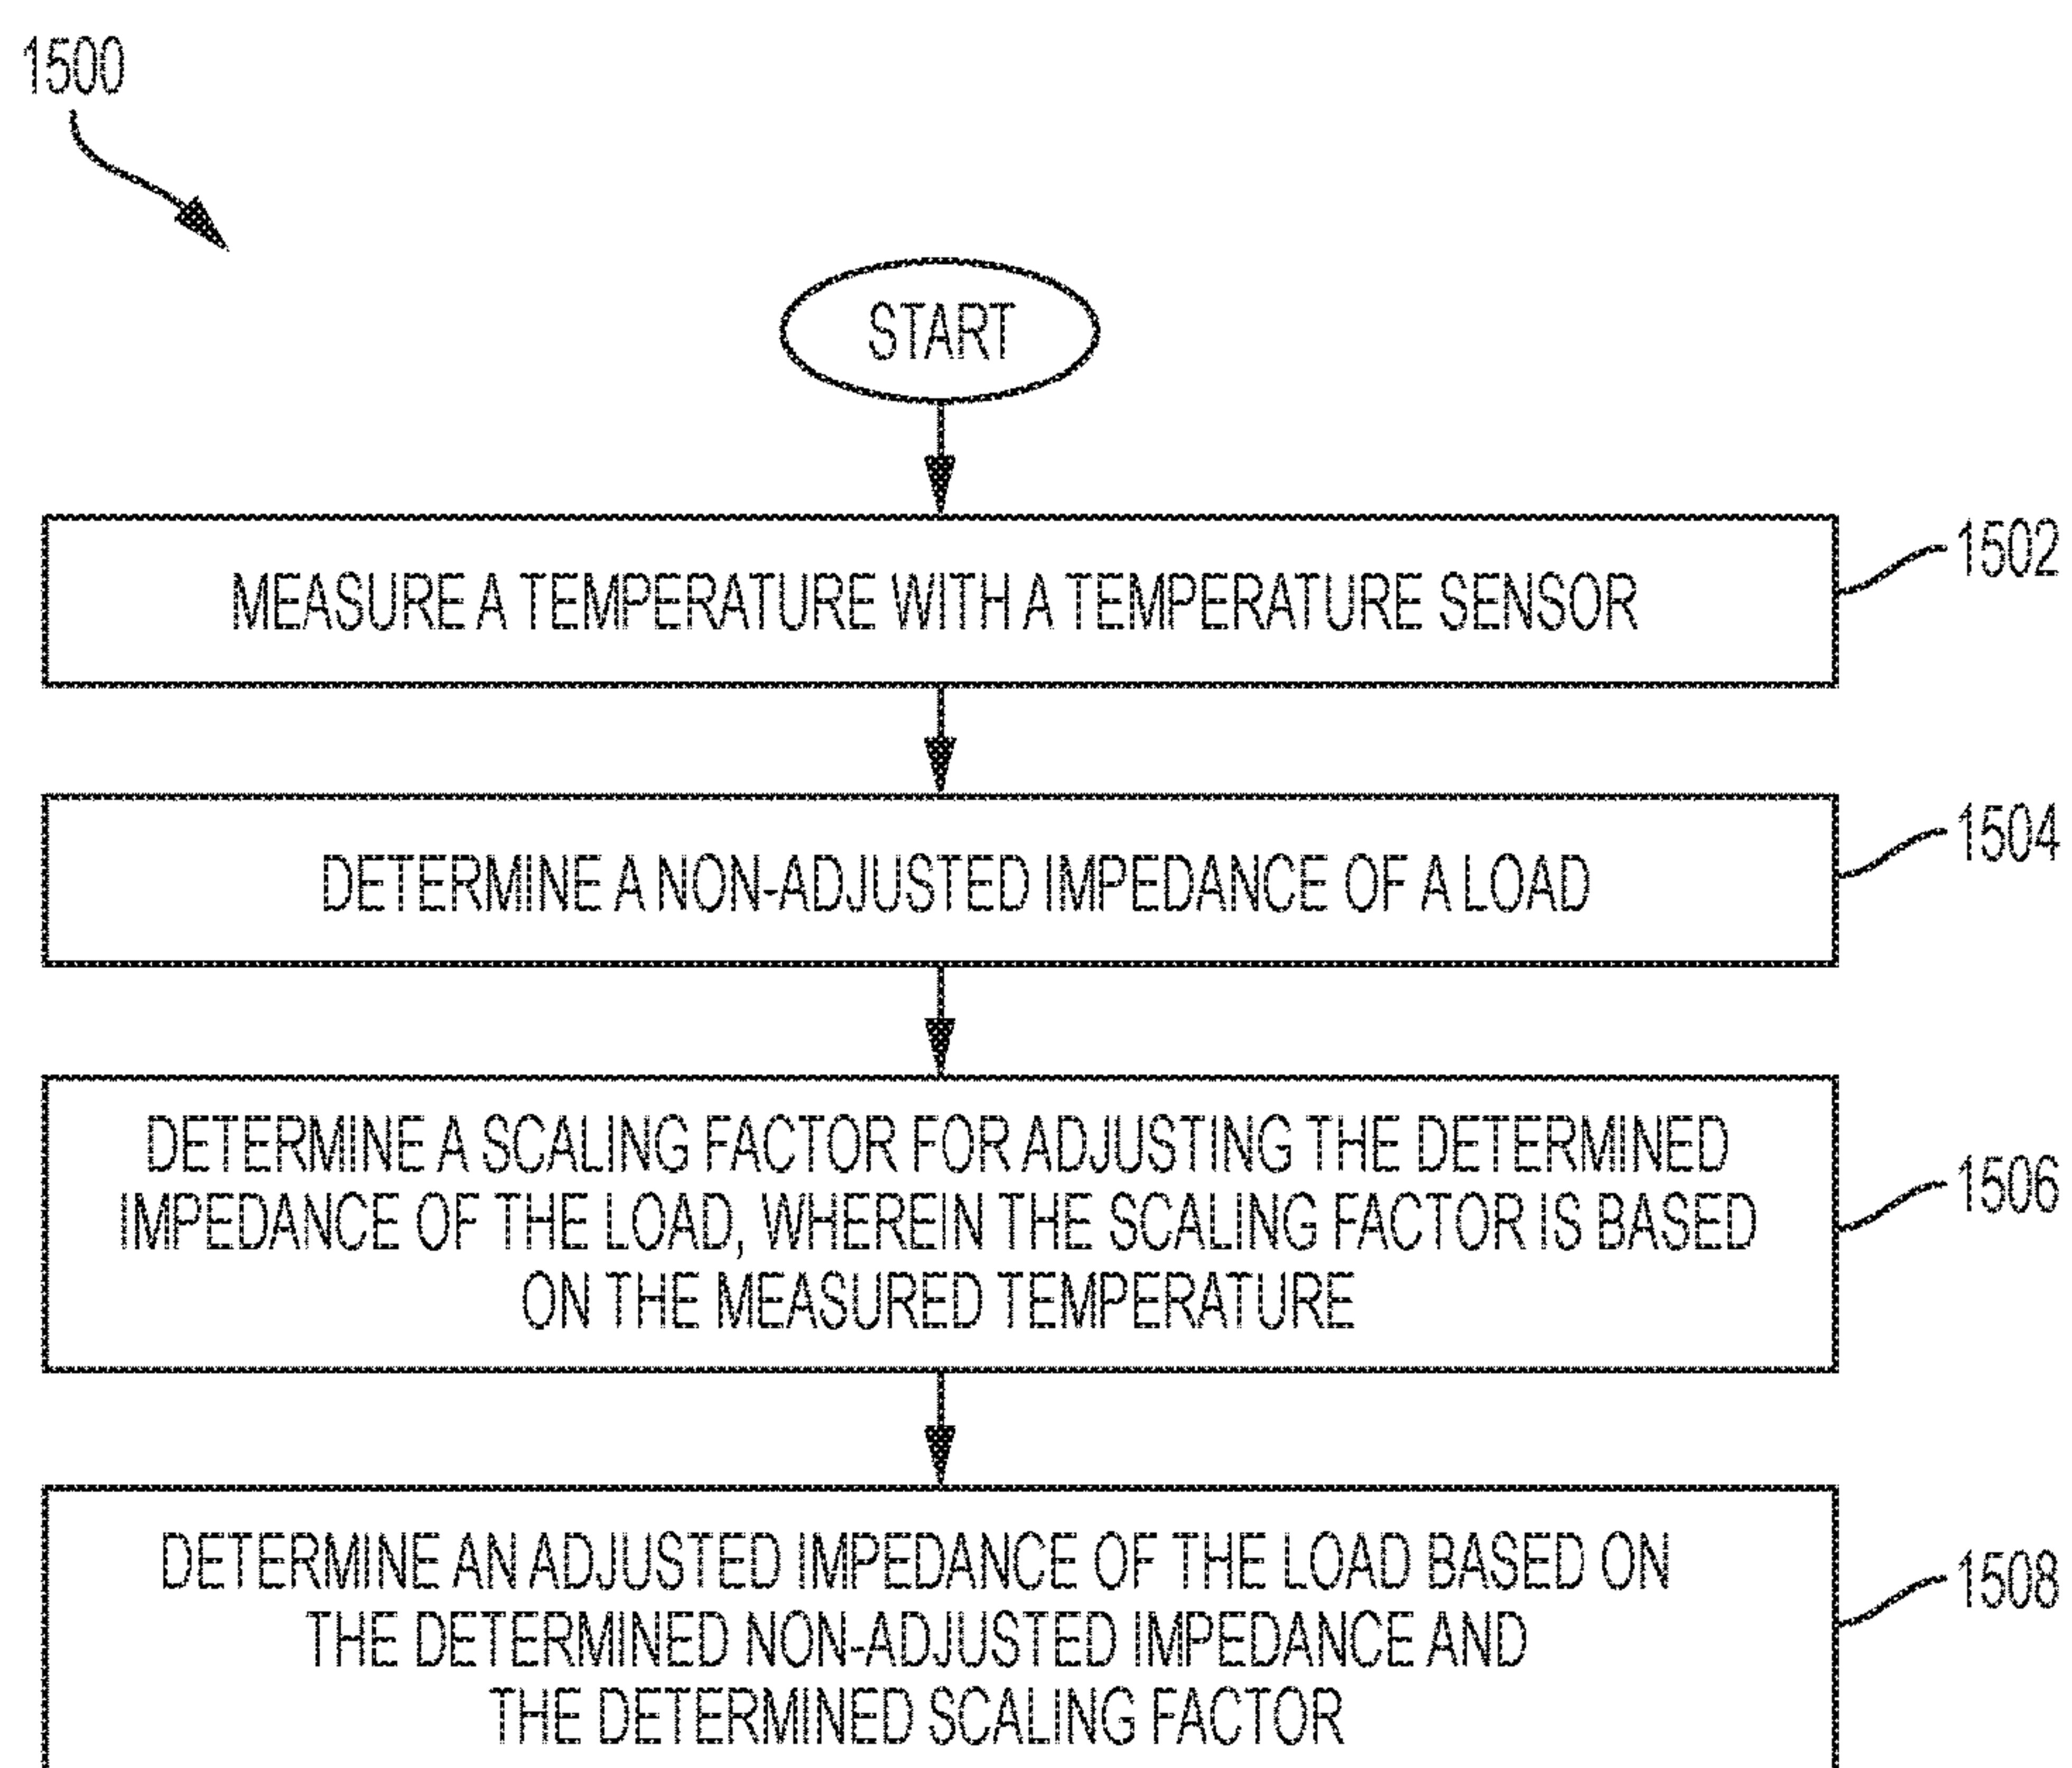 1500
START
MEASURE A TEMPERATURE WITH A TEMPERATURE SENSOR
1502
DETERMINE A NON-ADJUSTED IMPEDANCE OF A LOAD
1504
DETERMINE A SCALING FACTOR FOR ADJUSTING THE DETERMINED
IMPEDANCE OF THE LOAD, WHEREIN THE SCALING FACTOR IS BASED
ON THE MEASURED TEMPERATURE
1506
DETERMINE AN ADJUSTED IMPEDANCE OF THE LOAD BASED ON
THE DETERMINED NON-ADJUSTED IMPEDANCE AND
THE DETERMINED SCALING FACTOR
1508